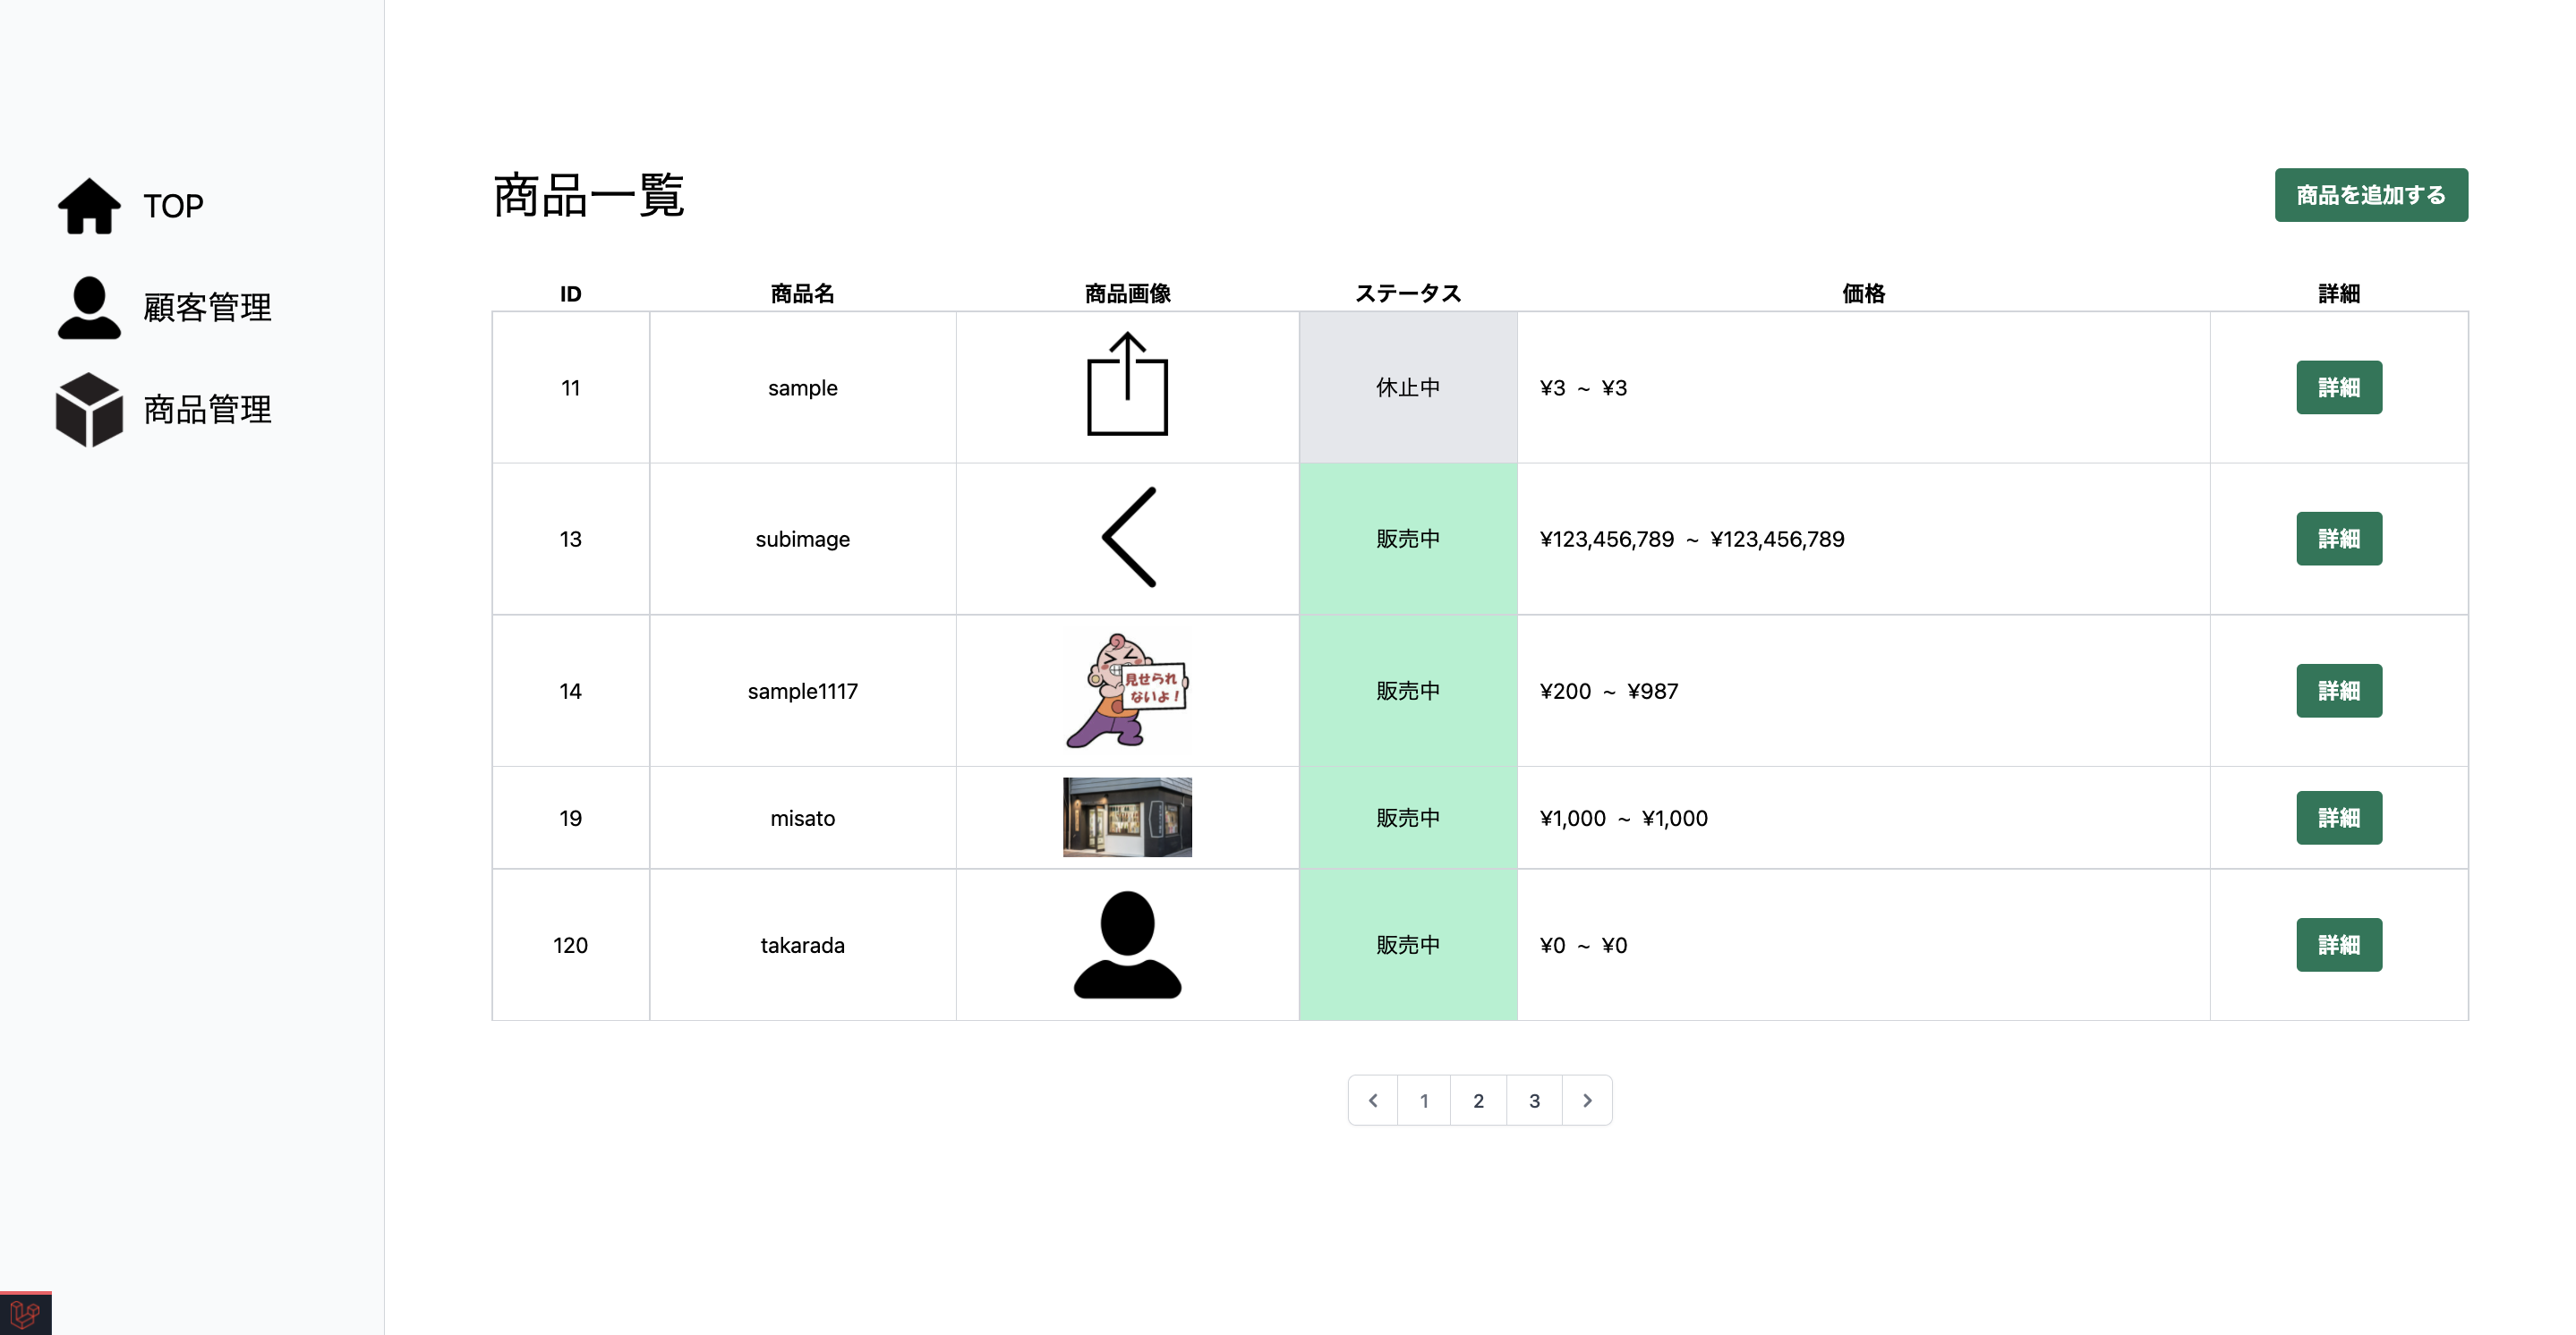 TOP
顧客管理
商品管理
商品一覧
商品を追加する
ID 商品名 商品画像 ステータス 価格 詳細
11 sample 休止中 ¥3 ~ ¥3 詳細
13 subimage 販売中 ¥123,456,789 ~ ¥123,456,789 詳細
14 sample1117 見せられ
ないよ！ 販売中 ¥200 ~ ¥987 詳細
19 misato 販売中 ¥1,000 ~ ¥1,000 詳細
120 takarada 販売中 ¥0 ~ ¥0 詳細
1 2 3